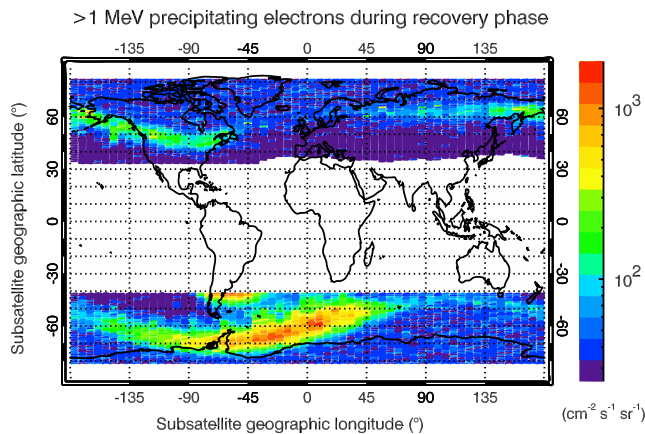 >1 MeV precipitating electrons during recovery phase
-135 -90 -45 0 45 90 135
Subsatellite geographic latitude (°)
60
30
0
-30
-60
60
30
0
-30
-60
10³
10²
-135 -90 -45 0 45 90 135
Subsatellite geographic longitude (°)
(cm⁻² s⁻¹ sr⁻¹)